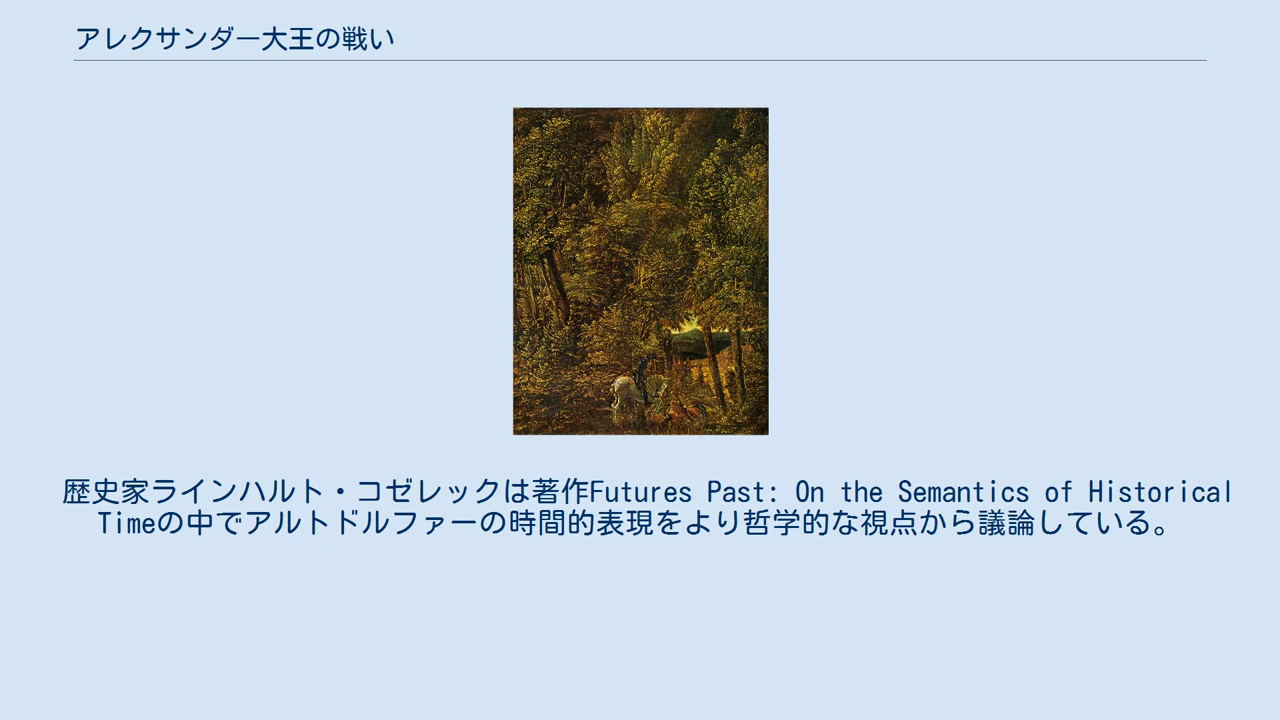 アレクサンダー大王の戦い
歴史家ラインハルト・コゼレックは著作Futures Past: On the Semantics of Historical
Timeの中でアルトドルファーの時間的表現をより哲学的な視点から議論している。